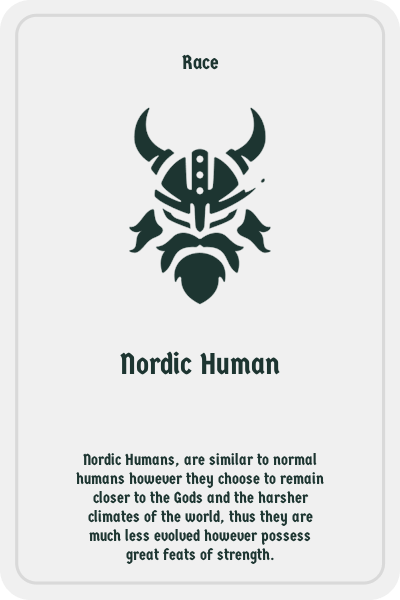 Race
Nordic Human
Nordic Humans, are similar to normal
humans however they choose to remain
closer to the Gods and the harsher
climates of the world, thus they are
much less evolved however possess
great feats of strength.